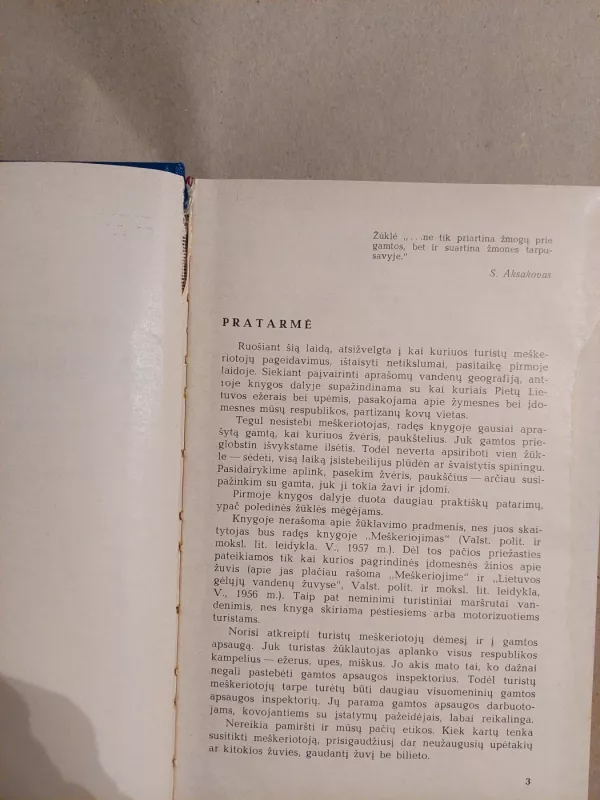 Žūklė „...ne tik priartina žmogų prie
gamtos, bet ir suartina žmones tarpu-
savyje."
S. Aksakovas
PRATARMĖ
Ruošiant šią laidą, atsižvelgta į kai kuriuos turistų meške-
riotojų pageidavimus, ištaisyti netikslumai, pasitaikę pirmoje
laidoje. Siekiant paįvairinti aprašomų vandenų geografiją, ant-
roje knygos dalyje supažindinama su kai kuriais Pietų Lie-
tuvos ežerais bei upėmis, pasakojama apie žymesnes bei įdo-
mesnes mūsų respublikos, partizanų kovų vietas.
Tegul nesistebi meškeriotojas, radęs knygoje gausiai apra-
šytą gamtą, kai kuriuos žvėris, paukštelius. Juk gamtos prie-
globstin išvykstame ilsėtis. Todėl neverta apsiriboti vien žūk-
le — sėdėti, visą laiką įsistebeilijus plūdėn ar švaistytis spiningu.
Pasidairykime aplink, pasekim žvėris, paukščius — arčiau susi-
pažinkim su gamta, juk ji tokia žavi ir įdomi.
Pirmoje knygos dalyje duota daugiau praktiškų patarimų,
ypač poledinės žūklės mėgėjams.
Knygoje nerašoma apie žūklavimo pradmenis, nes juos skai-
tytojas bus radęs knygoje „Meškeriojimas" (Valst. polit. ir
moksl. lit. leidykla. V., 1957 m.). Dėl tos pačios priežasties
pateikiamos tik kai kurios pagrindinės įdomesnės žinios apie
žuvis (apie jas plačiau rašoma „Meškeriojime" ir „Lietuvos
gėlųjų vandenų žuvyse", Valst. polit. ir moksl. lit. leidykla,
V., 1956 m.). Taip pat neminimi turistiniai maršrutai van-
denimis, nes knyga skiriama pėstiesiems arba motorizuotiems
turistams.
Norisi atkreipti turistų meškeriotojų dėmesį ir į gamtos
apsaugą. Juk turistas žūklautojas aplanko visus respublikos
kampelius — ežerus, upes, miškus. Jo akis mato tai, ko dažnai
negali pastebėti gamtos apsaugos inspektorius. Todėl turistų
meškeriotojų tarpe turėtų būti daugiau visuomeninių gamtos
apsaugos inspektorių. Jų parama gamtos apsaugos darbuoto-
jams, kovojantiems su įstatymų pažeidėjais, labai reikalinga.
Nereikia pamiršti ir mūsų pačių etikos. Kiek kartų tenka
susitikti meškeriotoją, prisigaudžiusį dar neužaugusių upėtakių
ar kitokios žuvies, gaudantį žuvį be bilieto.
3